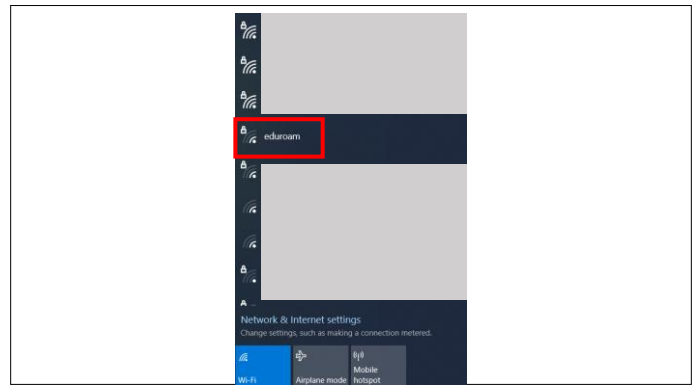 eduroam
Network & Internet settings
Change settings, such as making a connection metered.
Wi-Fi
Airplane mode
Mobile
hotspot